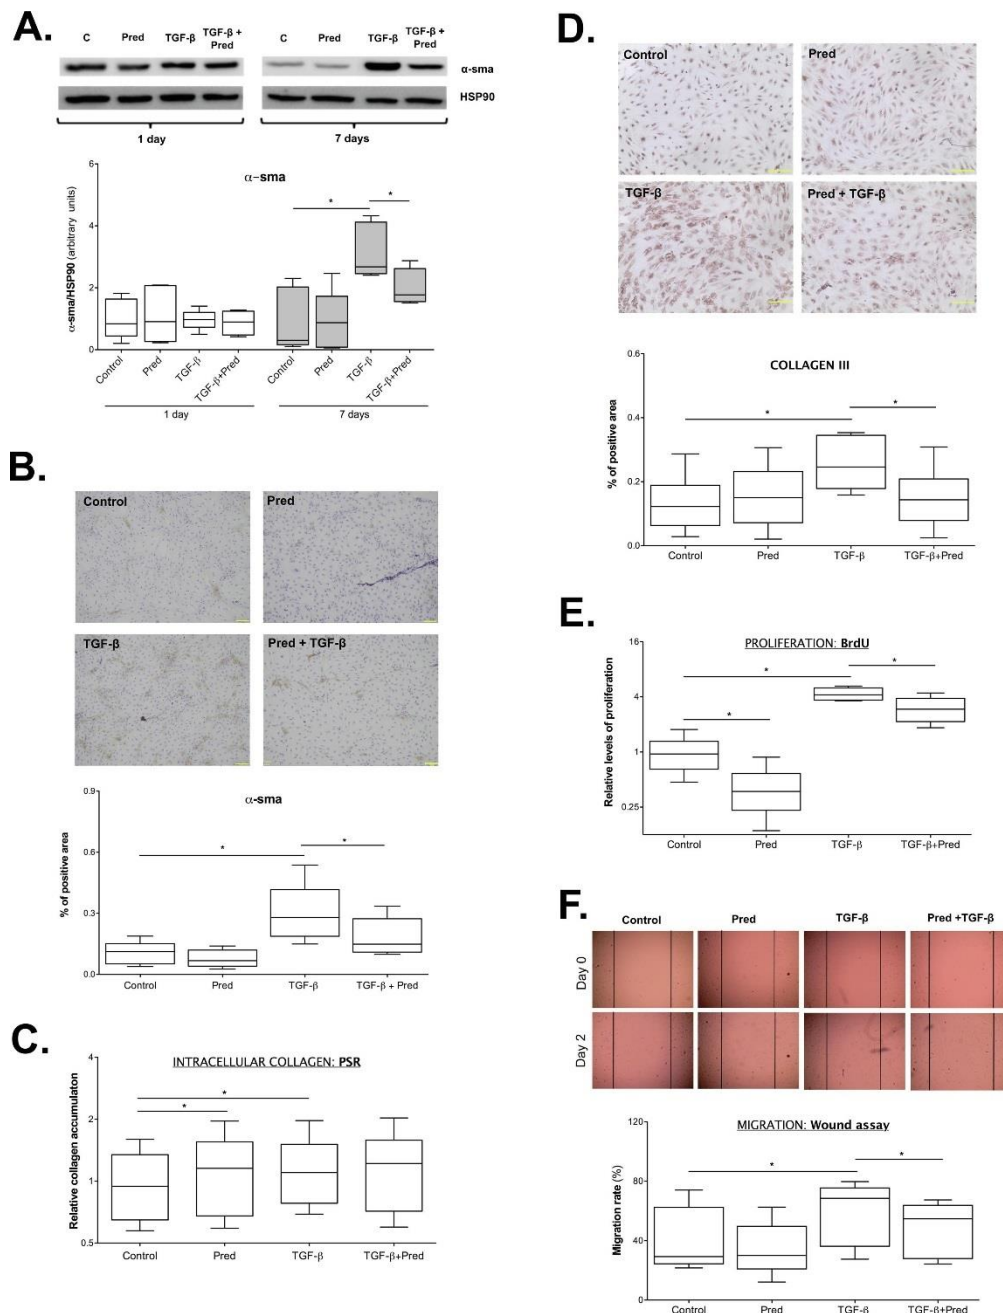 A.
C Pred TGF-β TGF-β + Pred
C Pred TGF-β TGF-β + Pred
α-sma
HSP90
1 day
7 days
α-sma
α-sma/HSP90 (arbitrary units)
6
4
2
0
*
*
Control
Pred
TGF-β
TGF-β+Pred
Control
Pred
TGF-β
TGF-β+Pred
1 day
7 days
B.
Control
Pred
TGF-β
Pred + TGF-β
α-sma
% of positive area
0.9
0.6
0.3
0.0
*
*
Control
Pred
TGF-β
TGF-β + Pred
C.
INTRACELLULAR COLLAGEN: PSR
Relative collagen accumulaton
4
2
1
0.5
*
*
Control
Pred
TGF-β
TGF-β+Pred
D.
Control
Pred
TGF-β
Pred + TGF-β
COLLAGEN III
% of positive area
0.6
0.4
0.2
0.0
*
*
Control
Pred
TGF-β
TGF-β+Pred
E.
PROLIFERATION: BrdU
Relative levels of proliferation
16
4
1
0.25
*
*
*
Control
Pred
TGF-β
TGF-β+Pred
F.
Control
Pred
TGF-β
Pred +TGF-β
Day 0
Day 2
MIGRATION: Wound assay
Migration rate (%)
120
80
40
0
*
*
Control
Pred
TGF-β
TGF-β+Pred